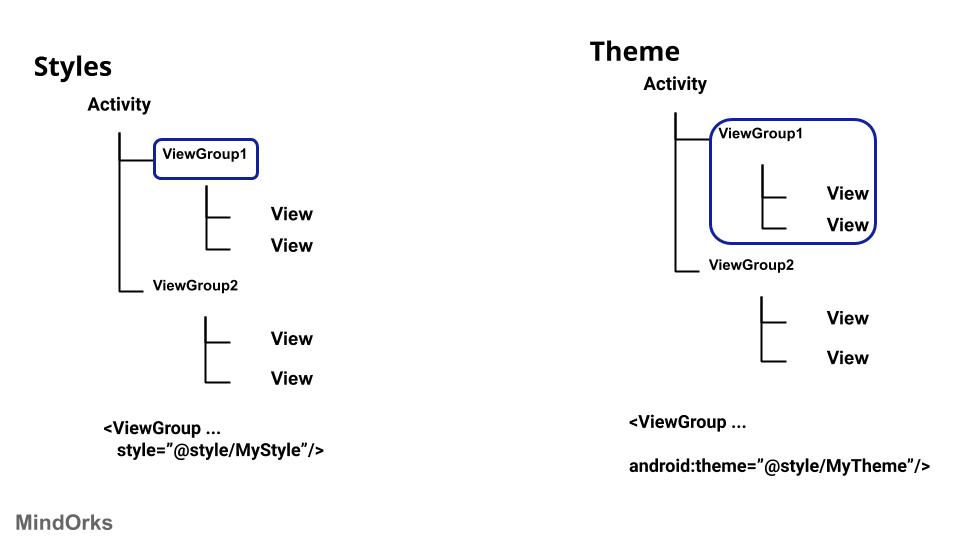 Styles
Activity
ViewGroup1
View
View
ViewGroup2
View
View
<ViewGroup ...
style=”@style/MyStyle”/>
Theme
Activity
ViewGroup1
View
View
ViewGroup2
View
View
<ViewGroup ...
android:theme=”@style/MyTheme”/>
MindOrks